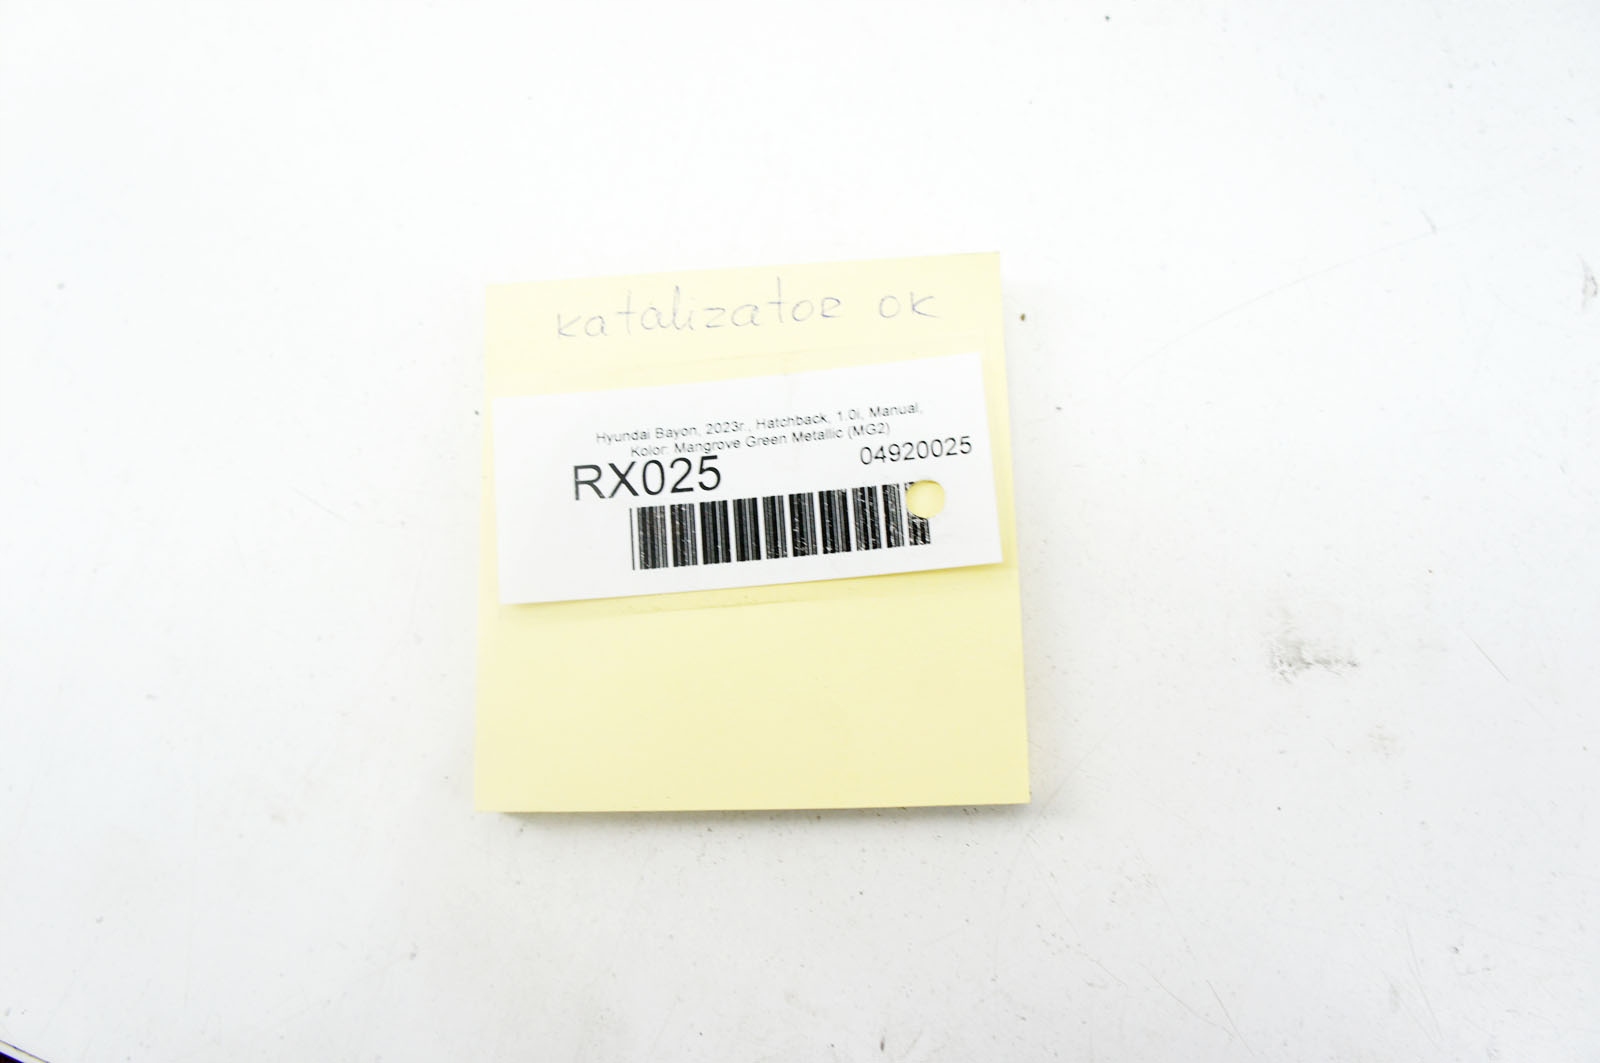 katalizator ok
Hyundai Bayon, 2023r., Hatchback, 1.0i, Manual,
Kolor: Mangrove Green Metallic (MG2)
RX025 04920025